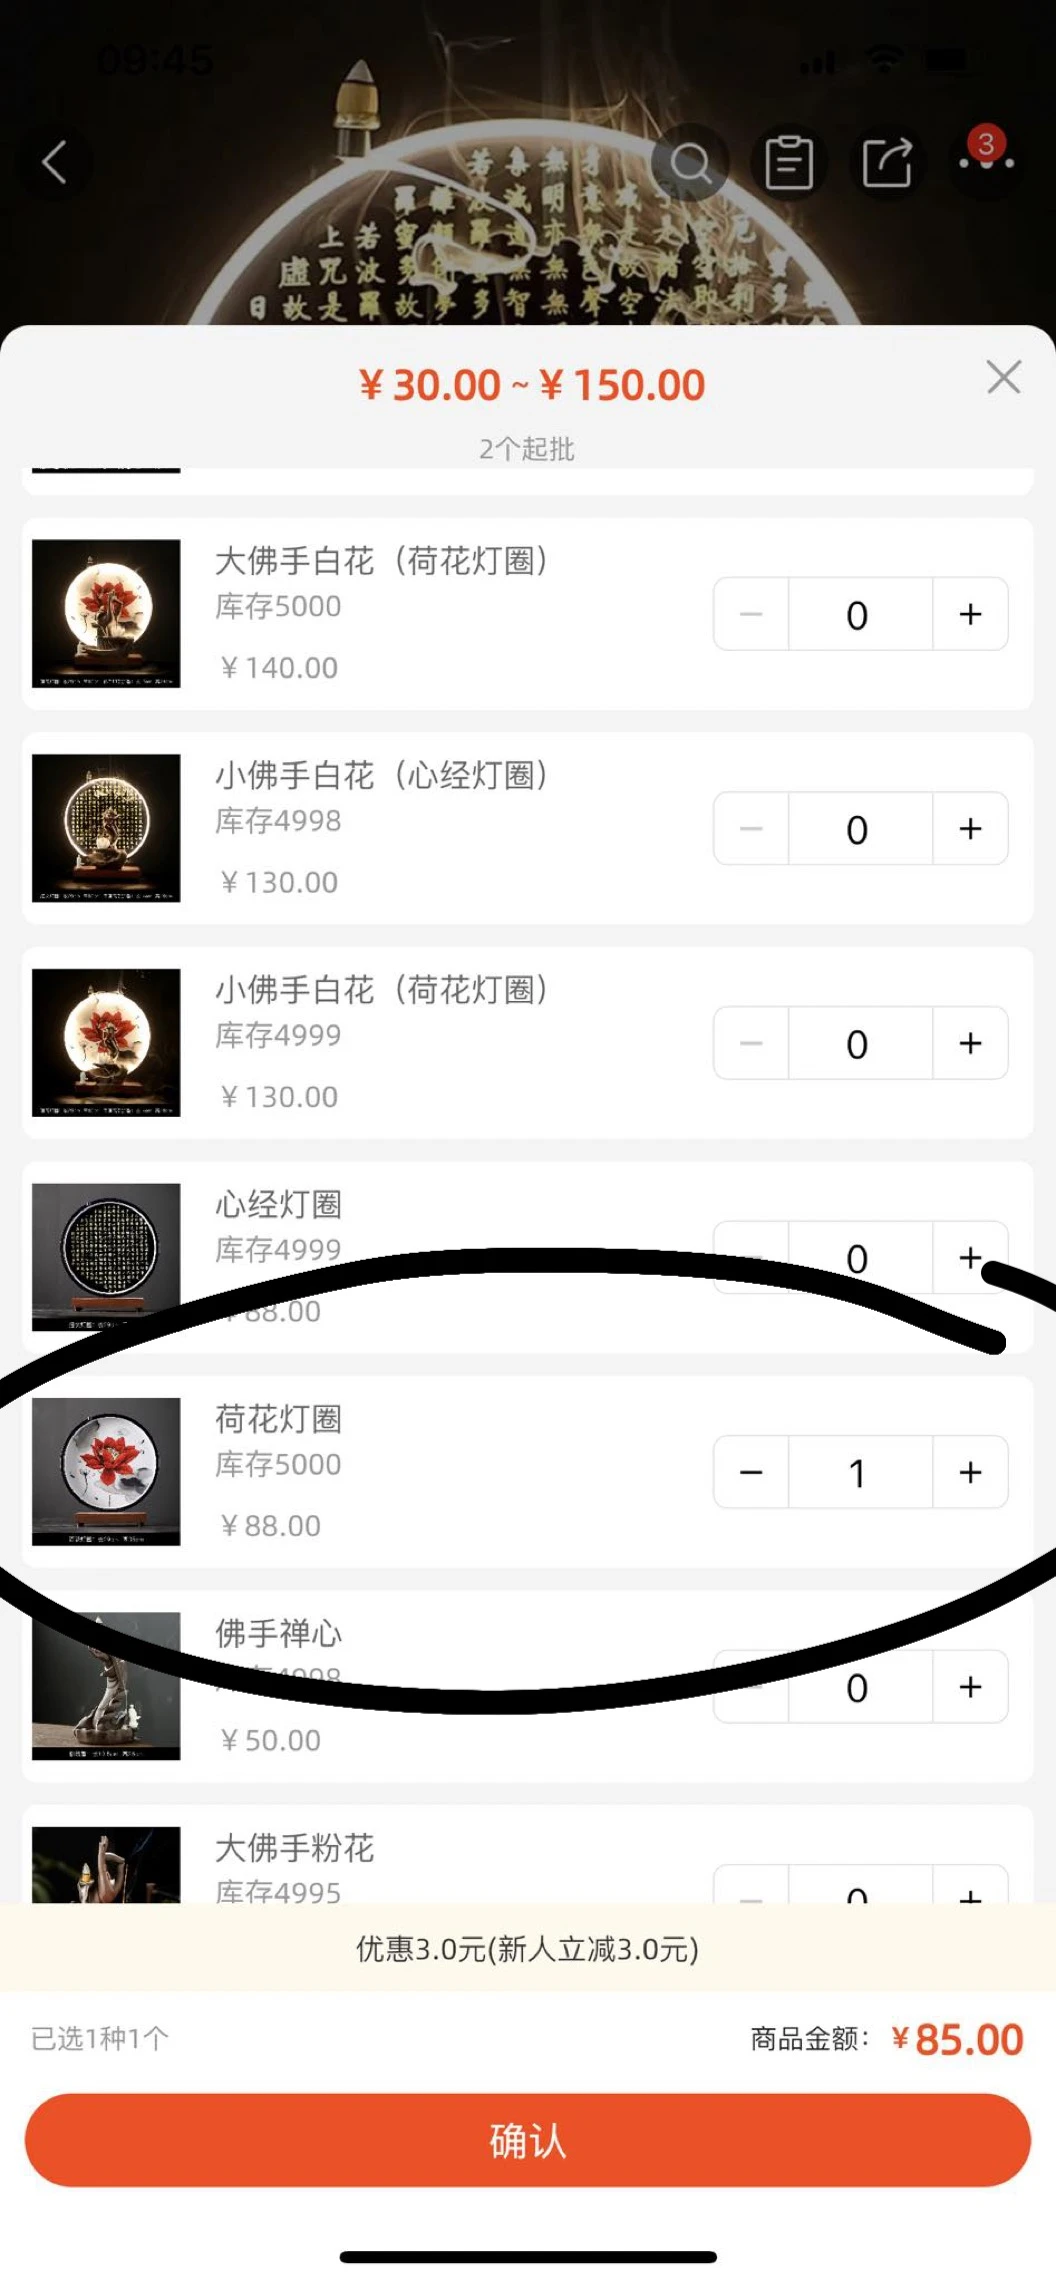 09:45
3
¥30.00~¥150.00
2个起批
大佛手白花（荷花灯圈）
库存5000
¥140.00
0
小佛手白花（心经灯圈）
库存4998
¥130.00
0
小佛手白花（荷花灯圈）
库存4999
¥130.00
0
心经灯圈
库存4999
88.00
0
荷花灯圈
库存5000
¥88.00
1
佛手禅心
¥50.00
0
大佛手粉花
库存4995
0
优惠3.0元(新人立减3.0元)
已选1种1个
商品金额：¥85.00
确认